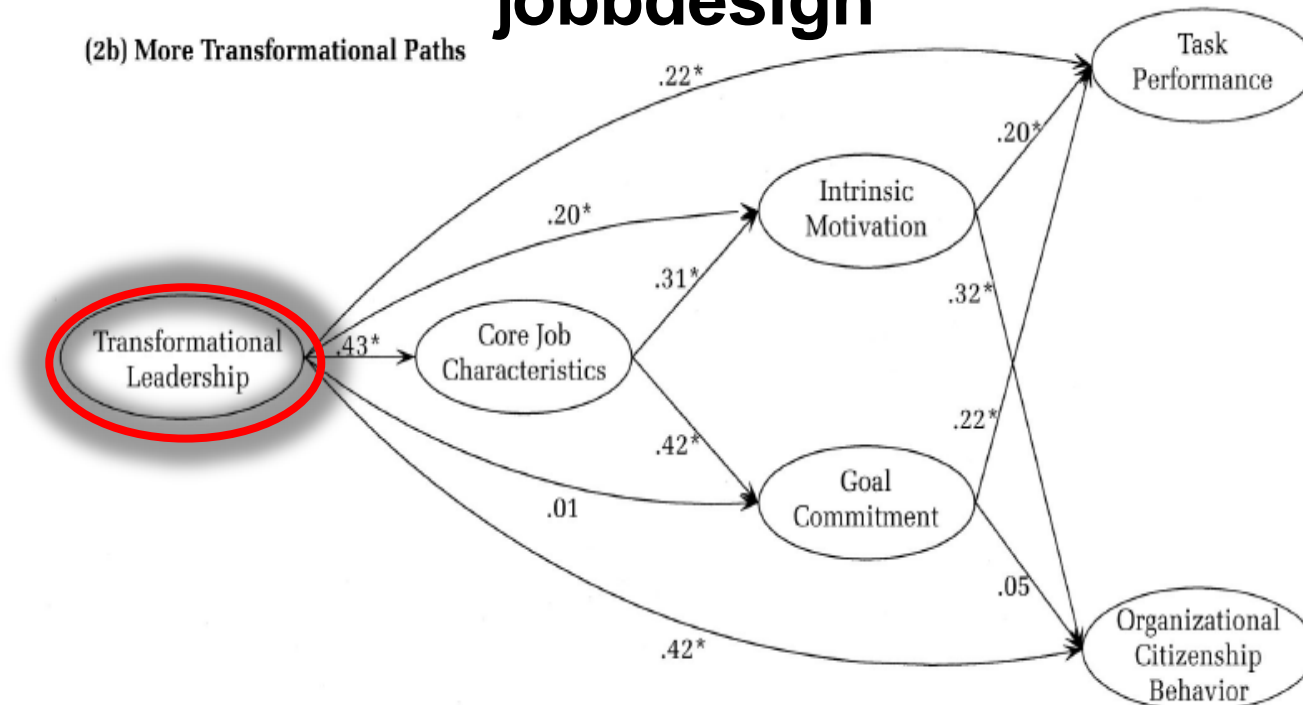 jobbdesign
(2b) More Transformational Paths
Task
Performance
.22*
.20*
Intrinsic
Motivation
.20*
.31*
.32*
Transformational
Leadership
.43*
Core Job
Characteristics
.22*
.42*
Goal
Commitment
.01
.05
Organizational
Citizenship
Behavior
.42*